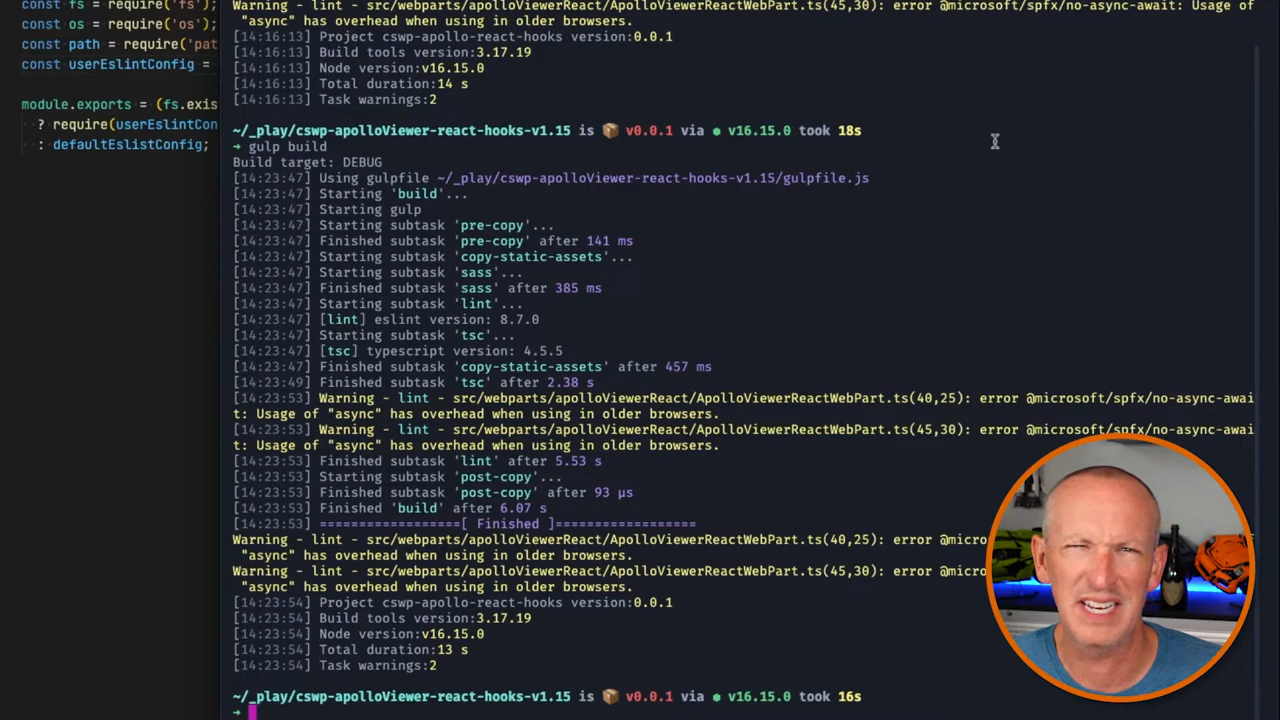 const fs = require('fs');
const os = require('os');
const path = require('pat
const userEslintConfig =
module.exports = (fs.exis
? require(userEslintCon
: defaultEslistConfig;
Warning - lint - src/webparts/apolloViewerReact/ApolloViewerReactWebPart.ts(45,30): error @microsoft/spfx/no-async-await: Usage of
"async" has overhead when using in older browsers.
[14:16:13] Project cswp-apollo-react-hooks version:0.0.1
[14:16:13] Build tools version:3.17.19
[14:16:13] Node version:v16.15.0
[14:16:13] Total duration:14 s
[14:16:13] Task warnings:2
~/_play/cswp-apolloViewer-react-hooks-v1.15 is 📦 v0.0.1 via ● v16.15.0 took 18s
➜ gulp build
Build target: DEBUG
[14:23:47] Using gulpfile ~/_play/cswp-apolloViewer-react-hooks-v1.15/gulpfile.js
[14:23:47] Starting 'build'...
[14:23:47] Starting gulp
[14:23:47] Starting subtask 'pre-copy'...
[14:23:47] Finished subtask 'pre-copy' after 141 ms
[14:23:47] Starting subtask 'copy-static-assets'...
[14:23:47] Starting subtask 'sass'...
[14:23:47] Finished subtask 'sass' after 385 ms
[14:23:47] Starting subtask 'lint'...
[14:23:47] [lint] eslint version: 8.7.0
[14:23:47] Starting subtask 'tsc'...
[14:23:47] [tsc] typescript version: 4.5.5
[14:23:47] Finished subtask 'copy-static-assets' after 457 ms
[14:23:49] Finished subtask 'tsc' after 2.38 s
[14:23:53] Warning - lint - src/webparts/apolloViewerReact/ApolloViewerReactWebPart.ts(40,25): error @microsoft/spfx/no-async-awai
t: Usage of "async" has overhead when using in older browsers.
[14:23:53] Warning - lint - src/webparts/apolloViewerReact/ApolloViewerReactWebPart.ts(45,30): error @microsoft/spfx/no-async-awai
t: Usage of "async" has overhead when using in older browsers.
[14:23:53] Finished subtask 'lint' after 5.53 s
[14:23:53] Starting subtask 'post-copy'...
[14:23:53] Finished subtask 'post-copy' after 93 μs
[14:23:53] Finished 'build' after 6.07 s
[14:23:53] ==================[ Finished ]==================
Warning - lint - src/webparts/apolloViewerReact/ApolloViewerReactWebPart.ts(40,25): error @micro f
"async" has overhead when using in older browsers.
Warning - lint - src/webparts/apolloViewerReact/ApolloViewerReactWebPart.ts(45,30): error @micro f
"async" has overhead when using in older browsers.
[14:23:54] Project cswp-apollo-react-hooks version:0.0.1
[14:23:54] Build tools version:3.17.19
[14:23:54] Node version:v16.15.0
[14:23:54] Total duration:13 s
[14:23:54] Task warnings:2
~/_play/cswp-apolloViewer-react-hooks-v1.15 is 📦 v0.0.1 via ● v16.15.0 took 16s
➜